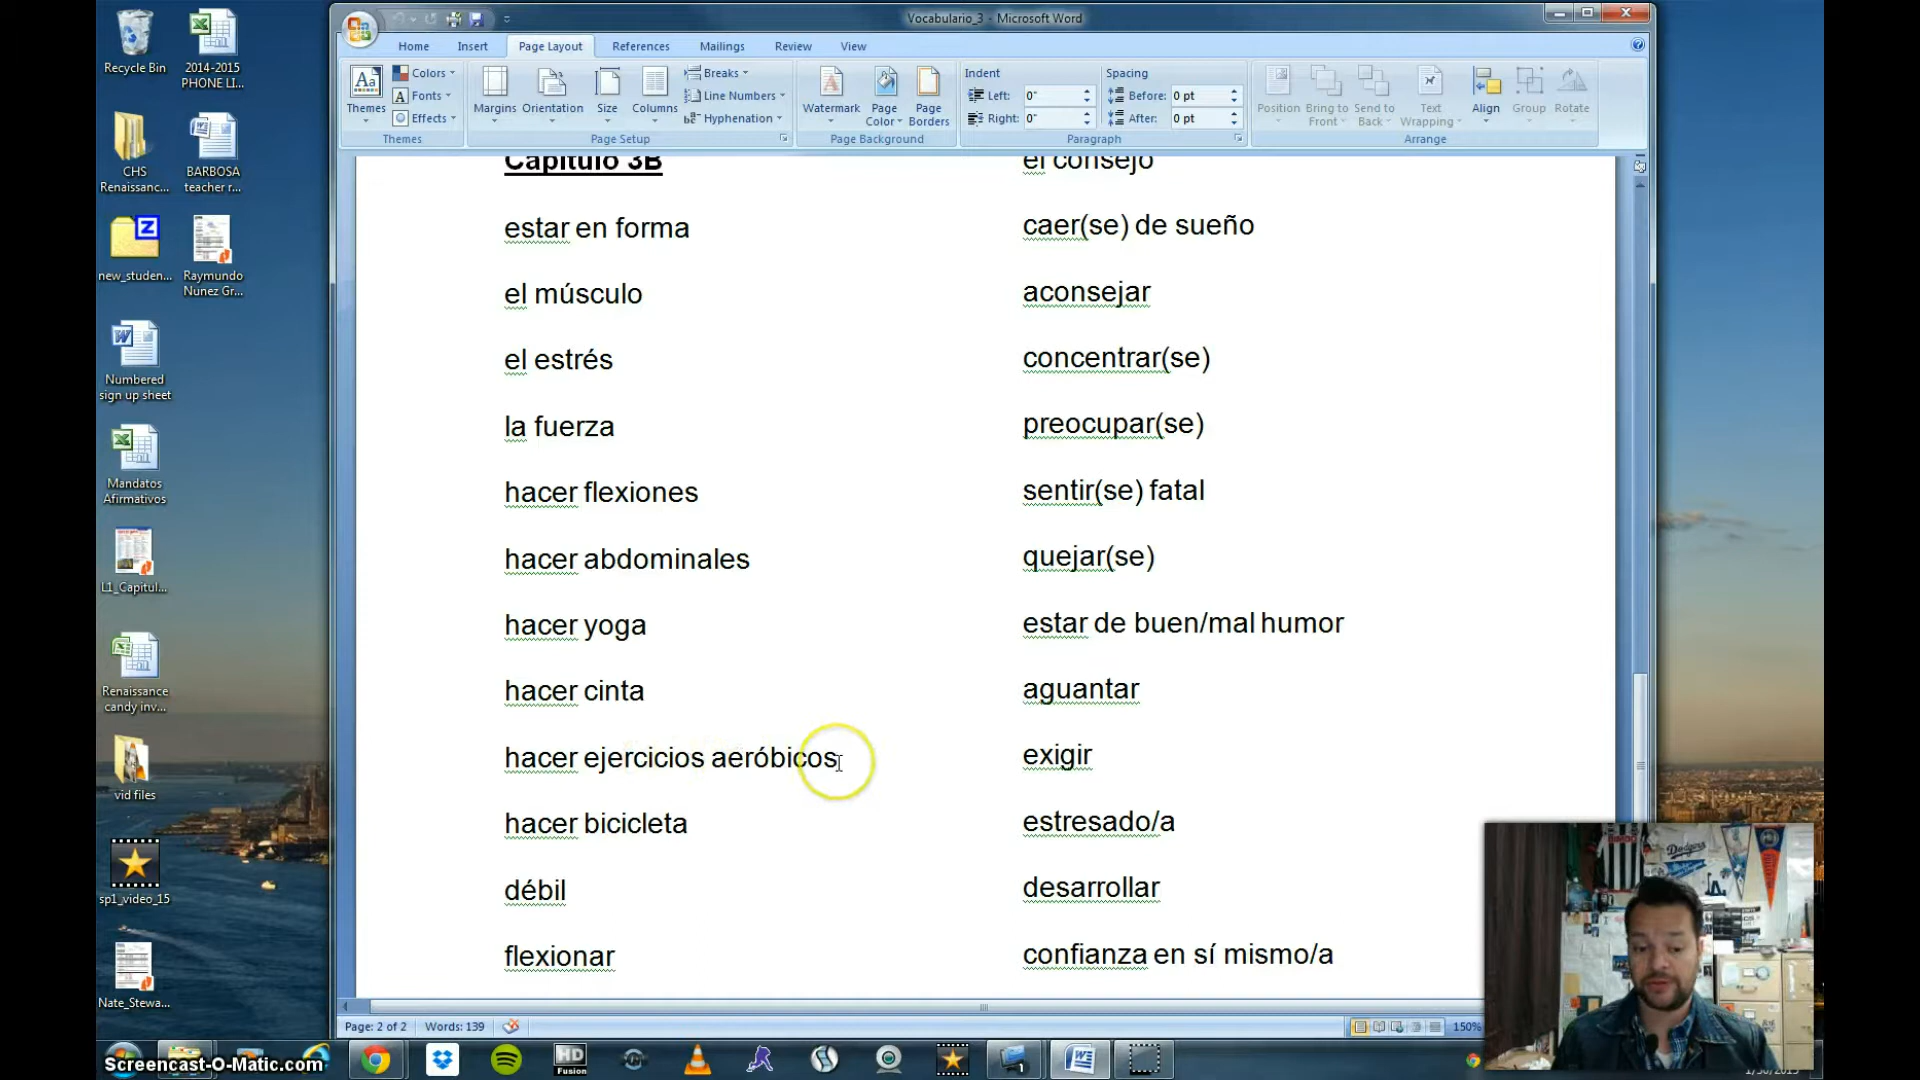 Vocabulario_3 - Microsoft Word
Home Insert Page Layout References Mailings Review View
Themes
Colors
Fonts
Effects
Themes
Margins
Orientation
Size
Columns
Breaks
Line Numbers
Hyphenation
Page Setup
Watermark
Page Color
Page Borders
Page Background
Indent
Left: 0"
Right: 0"
Spacing
Before: 0 pt
After: 0 pt
Paragraph
Position
Bring to Front
Send to Back
Text Wrapping
Align
Group
Rotate
Arrange
Recycle Bin
2014-2015 PHONE LI...
CHS Renaissanc...
BARBOSA teacher r...
new_studen...
Raymundo Nunez Gr...
Numbered sign up sheet
Mandatos Afirmativos
L1_Capitul...
Renaissance candy inv...
vid files
sp1_video_15
Nate_Stewa...
Capítulo 3B
estar en forma
el músculo
el estrés
la fuerza
hacer flexiones
hacer abdominales
hacer yoga
hacer cinta
hacer ejercicios aeróbicos
hacer bicicleta
débil
flexionar
el consejo
caer(se) de sueño
aconsejar
concentrar(se)
preocupar(se)
sentir(se) fatal
quejar(se)
estar de buen/mal humor
aguantar
exigir
estresado/a
desarrollar
confianza en sí mismo/a
Dodgers
Page: 2 of 2
Words: 139
150%
Screencast-O-Matic.com
HD
Fusion